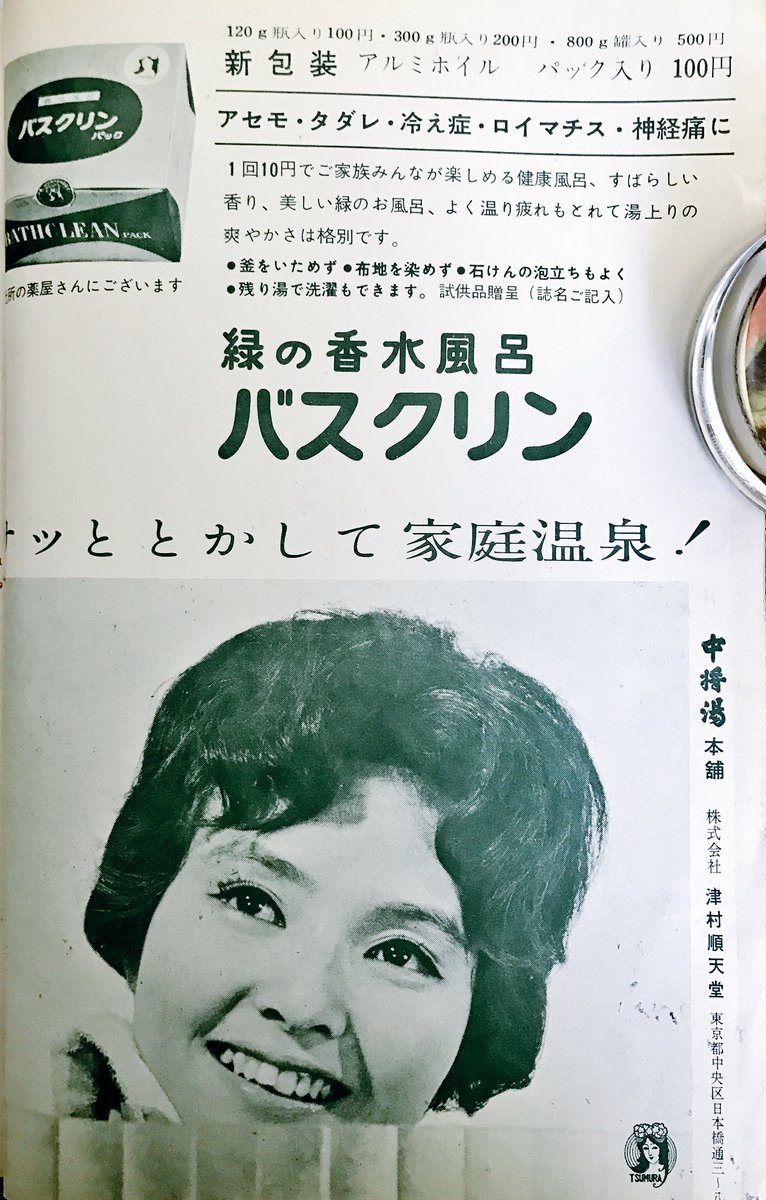 120g瓶入り100円・300g瓶入り200円・800g罐入り 500円
新包装 アルミホイル パック入り 100円
アセモ・タダレ・冷え症・ロイマチス・神経痛に
1回10円でご家族みんなが楽しめる健康風呂、すばらしい
香り、美しい緑のお風呂、よく温り疲れもとれて湯上りの
爽やかさは格別です。
●釜をいためず●布地を染めず●石けんの泡立ちもよく
●残り湯で洗濯もできます。試供品贈呈(誌名ご記入)
バスクリン
パック
BATHCLEAN PACK
所の薬屋さんにございます
緑の香水風呂
バスクリン
ッととかして家庭温泉!
中将湯本舗 株式会社 津村順天堂 東京都中央区日本橋通三〜八
TSUMURA